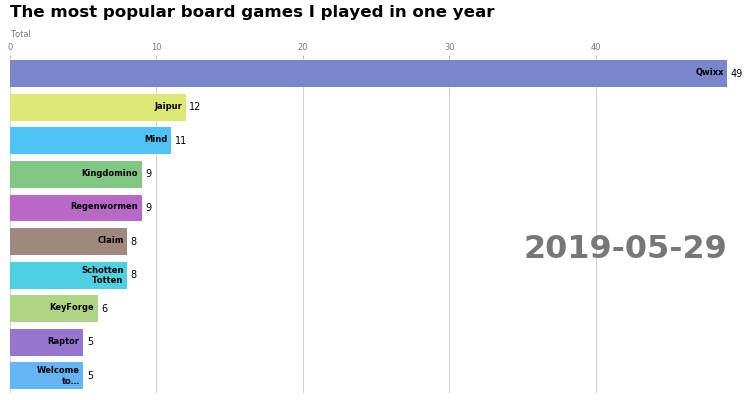 The most popular board games I played in one year
Total
0 10 20 30 40
Qwixx 49
Jaipur 12
Mind 11
Kingdomino 9
Regenwormen 9
Claim 8
2019-05-29
Schotten
Totten 8
KeyForge 6
Raptor 5
Welcome
to... 5